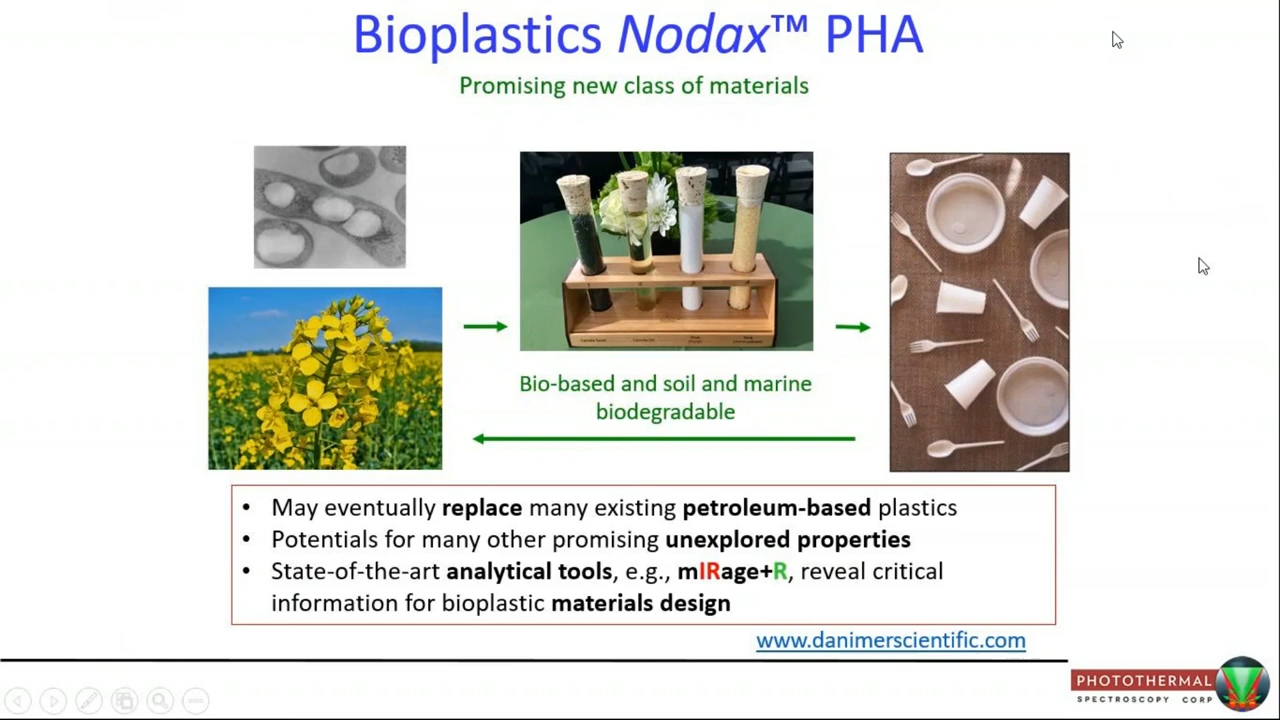 Bioplastics Nodax™ PHA
Promising new class of materials
Bio-based and soil and marine
biodegradable
• May eventually replace many existing petroleum-based plastics
• Potentials for many other promising unexplored properties
• State-of-the-art analytical tools, e.g., mIRage+R, reveal critical
information for bioplastic materials design
www.danimerscientific.com
PHOTOTHERMAL
SPECTROSCOPY CORP